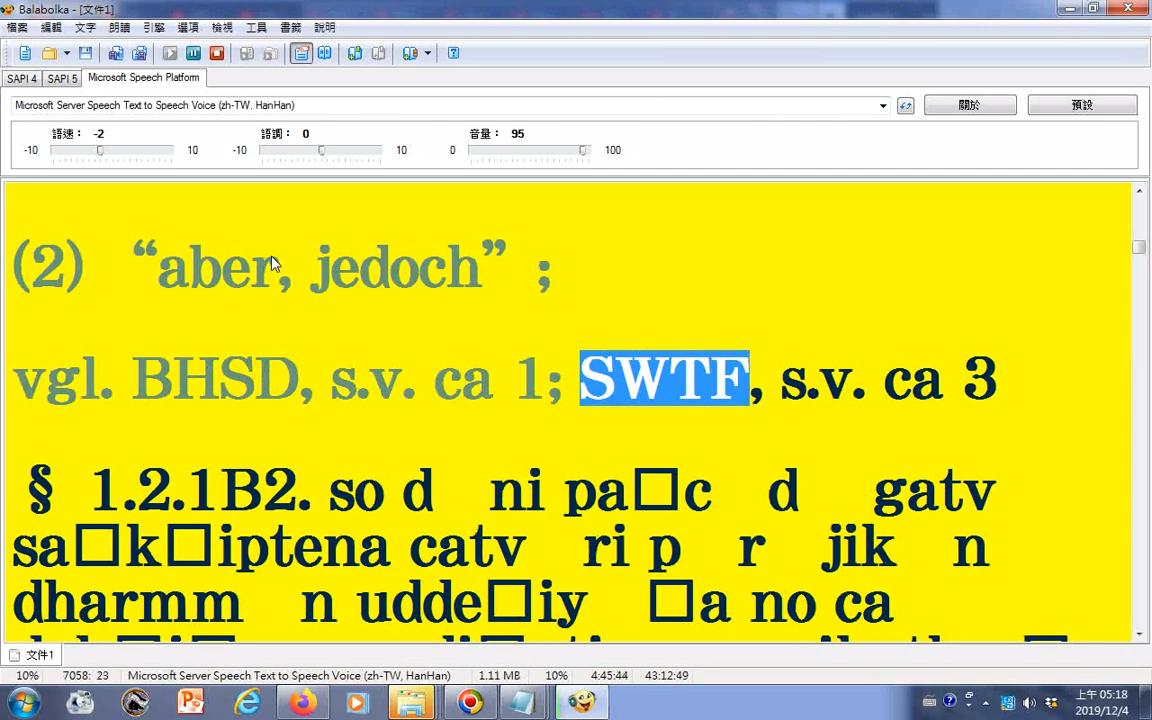 Balabolka - [文件1]
檔案 編輯 文字 朗讀 引擎 選項 檢視 工具 書籤 說明
SAPI 4 SAPI 5 Microsoft Speech Platform
Microsoft Server Speech Text to Speech Voice (zh-TW, HanHan) 關於 預設
語速： -2 語調： 0 音量： 95
-10 10 -10 10 0 100
(2) “aber, jedoch” ;
vgl. BHSD, s.v. ca 1; SWTF, s.v. ca 3
§ 1.2.1B2. so d ni pa□c d gatv
sa□k□iptena catv ri p r jik n
dharmm n udde□iy □a no ca
文件1
10% 7058: 23 Microsoft Server Speech Text to Speech Voice (zh-TW, HanHan) 1.11 MB 10% 4:45:44 43:12:49
上午 05:18
2019/12/4